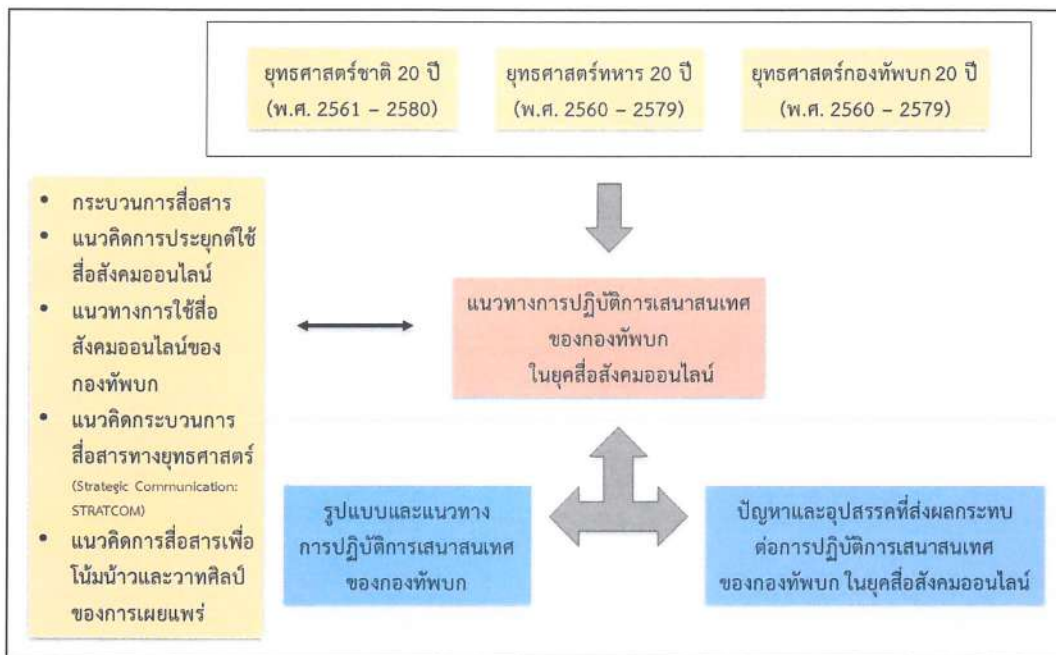 ยุทธศาสตร์ชาติ 20 ปี
(พ.ศ. 2561 – 2580)
ยุทธศาสตร์ทหาร 20 ปี
(พ.ศ. 2560 – 2579)
ยุทธศาสตร์กองทัพบก 20 ปี
(พ.ศ. 2560 – 2579)
• กระบวนการสื่อสาร
• แนวคิดการประยุกต์ใช้
สื่อสังคมออนไลน์
• แนวทางการใช้สื่อ
สังคมออนไลน์ของ
กองทัพบก
• แนวคิดกระบวนการ
สื่อสารทางยุทธศาสตร์
(Strategic Communication:
STRATCOM)
• แนวคิดการสื่อสารเพื่อ
โน้มน้าวและวาทศิลป์
ของการเผยแพร่
แนวทางการปฏิบัติการเสนาสนเทศ
ของกองทัพบก
ในยุคสื่อสังคมออนไลน์
รูปแบบและแนวทาง
การปฏิบัติการเสนาสนเทศ
ของกองทัพบก
ปัญหาและอุปสรรคที่ส่งผลกระทบ
ต่อการปฏิบัติการเสนาสนเทศ
ของกองทัพบก ในยุคสื่อสังคมออนไลน์